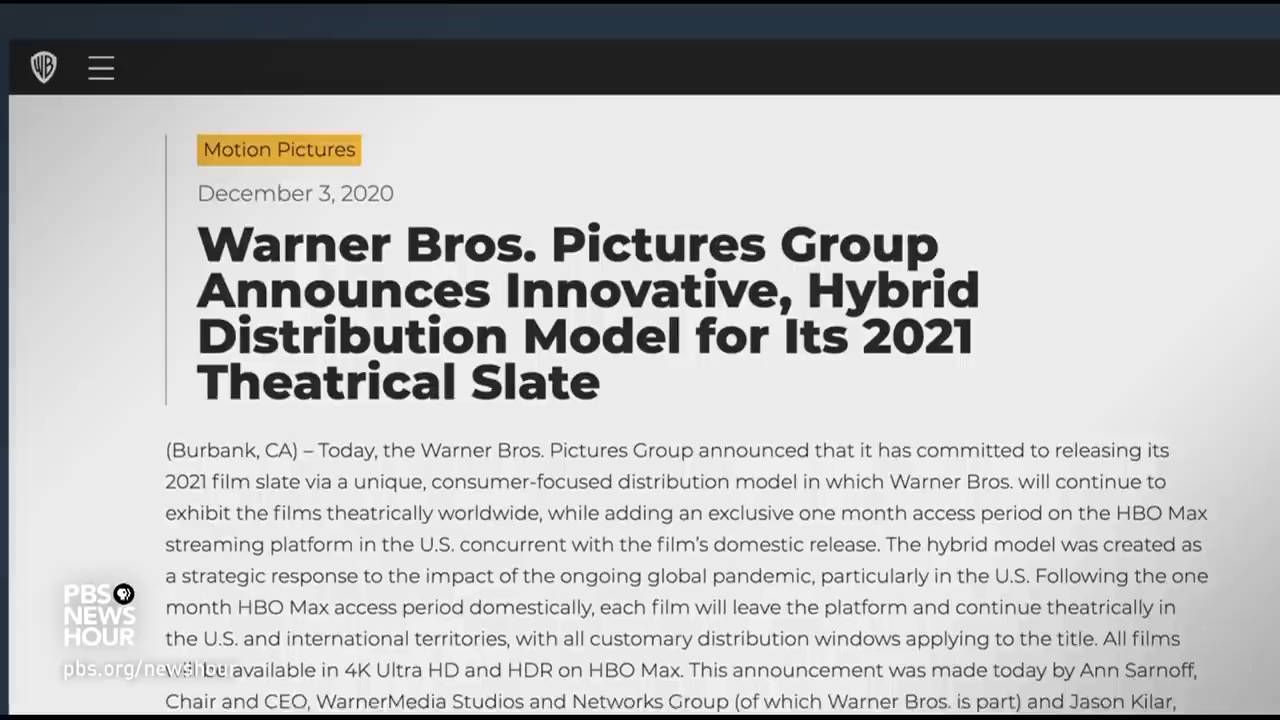 WB
Motion Pictures
December 3, 2020
Warner Bros. Pictures Group
Announces Innovative, Hybrid
Distribution Model for Its 2021
Theatrical Slate
(Burbank, CA) – Today, the Warner Bros. Pictures Group announced that it has committed to releasing its
2021 film slate via a unique, consumer-focused distribution model in which Warner Bros. will continue to
exhibit the films theatrically worldwide, while adding an exclusive one month access period on the HBO Max
streaming platform in the U.S. concurrent with the film's domestic release. The hybrid model was created as
a strategic response to the impact of the ongoing global pandemic, particularly in the U.S. Following the one
month HBO Max access period domestically, each film will leave the platform and continue theatrically in
the U.S. and international territories, with all customary distribution windows applying to the title. All films
available in 4K Ultra HD and HDR on HBO Max. This announcement was made today by Ann Sarnoff,
Chair and CEO, WarnerMedia Studios and Networks Group (of which Warner Bros. is part) and Jason Kilar,
PBS
NEWS
HOUR
pbs.org/newshour